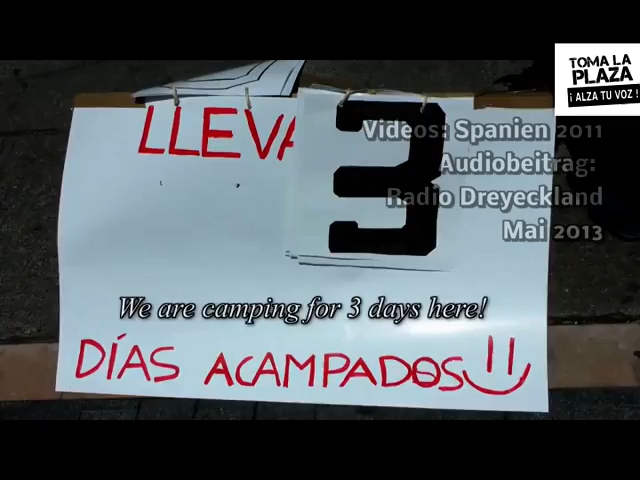 TOMA LA
PLAZA
¡ ALZA TU VOZ !
LLEVA
3
Videos: Spanien 2011
Audiobeitrag:
Radio Dreyeckland
Mai 2013
We are camping for 3 days here!
DÍAS ACAMPADOS